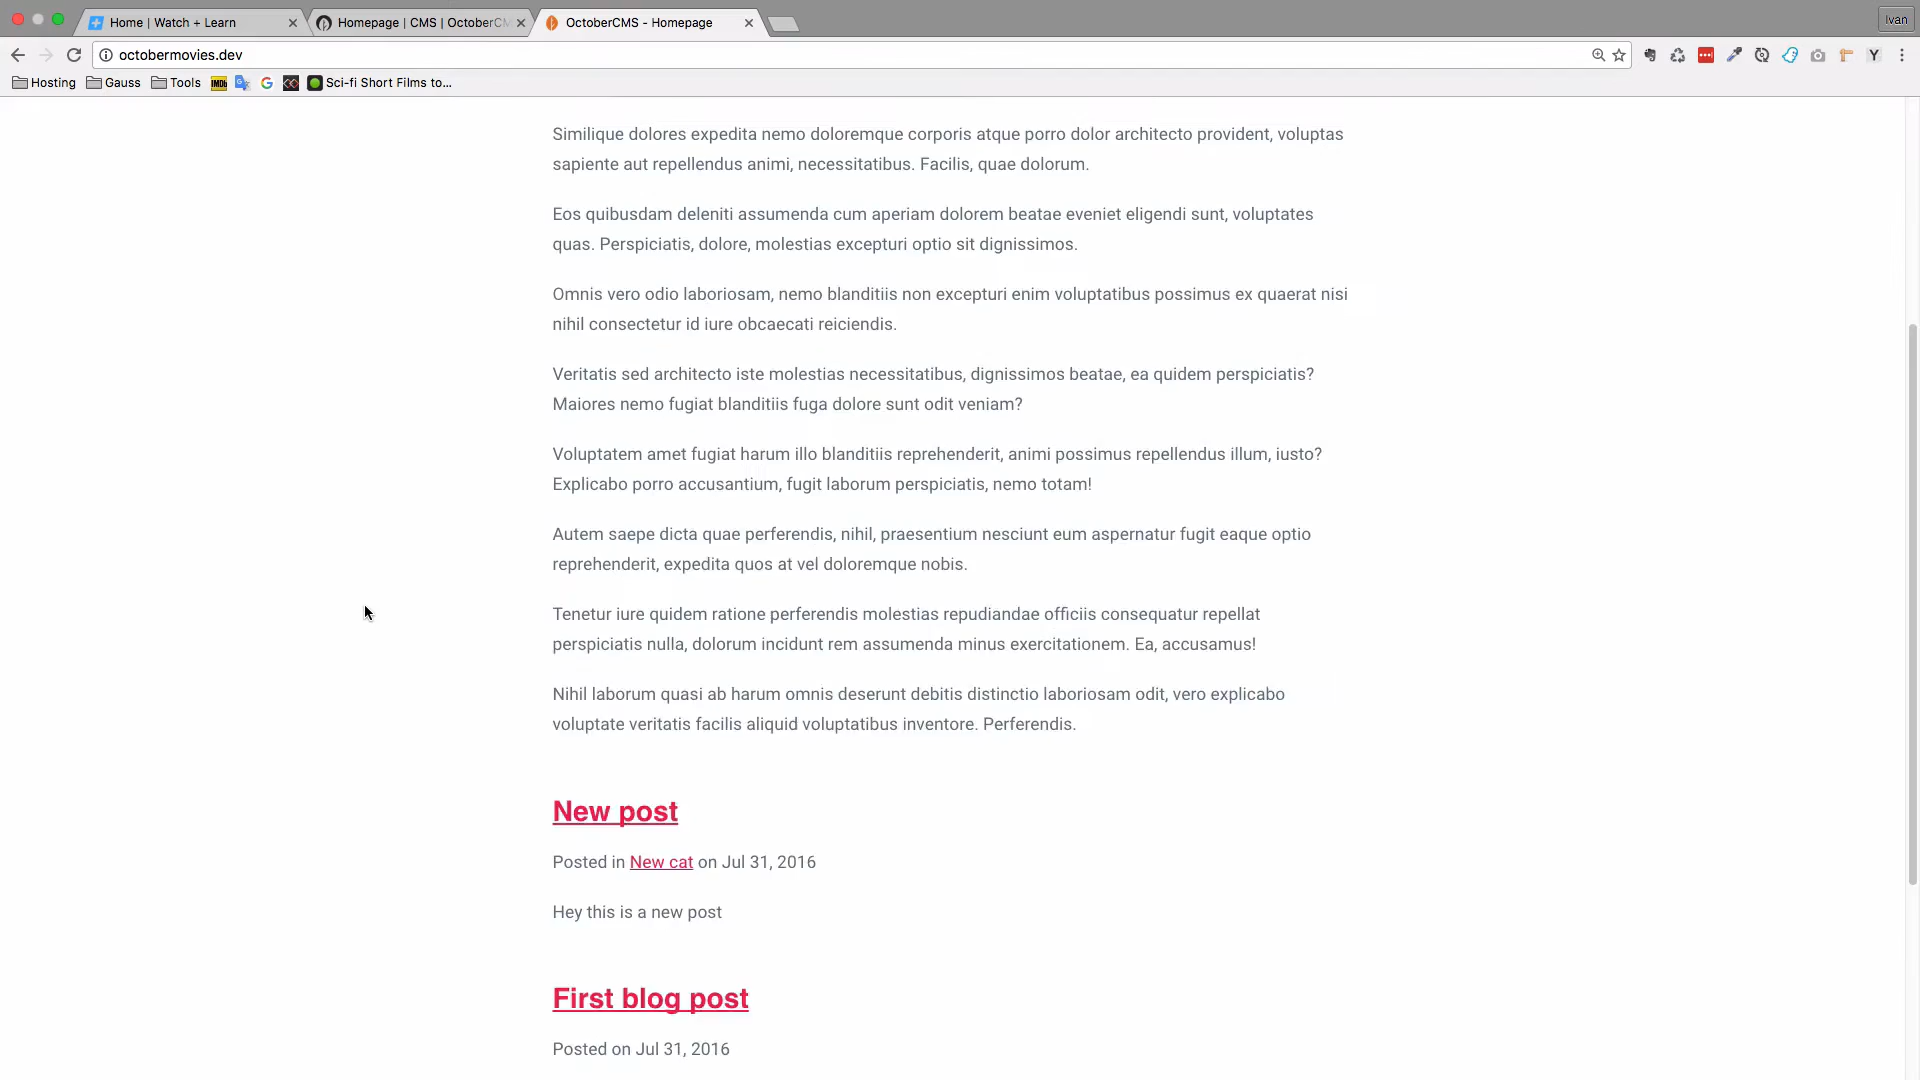 Home | Watch + Learn
Homepage | CMS | OctoberCM
OctoberCMS - Homepage
Ivan
octobermovies.dev
Hosting
Gauss
Tools
IMDb
Sci-fi Short Films to...
Similique dolores expedita nemo doloremque corporis atque porro dolor architecto provident, voluptas
sapiente aut repellendus animi, necessitatibus. Facilis, quae dolorum.
Eos quibusdam deleniti assumenda cum aperiam dolorem beatae eveniet eligendi sunt, voluptates
quas. Perspiciatis, dolore, molestias excepturi optio sit dignissimos.
Omnis vero odio laboriosam, nemo blanditiis non excepturi enim voluptatibus possimus ex quaerat nisi
nihil consectetur id iure obcaecati reiciendis.
Veritatis sed architecto iste molestias necessitatibus, dignissimos beatae, ea quidem perspiciatis?
Maiores nemo fugiat blanditiis fuga dolore sunt odit veniam?
Voluptatem amet fugiat harum illo blanditiis reprehenderit, animi possimus repellendus illum, iusto?
Explicabo porro accusantium, fugit laborum perspiciatis, nemo totam!
Autem saepe dicta quae perferendis, nihil, praesentium nesciunt eum aspernatur fugit eaque optio
reprehenderit, expedita quos at vel doloremque nobis.
Tenetur iure quidem ratione perferendis molestias repudiandae officiis consequatur repellat
perspiciatis nulla, dolorum incidunt rem assumenda minus exercitationem. Ea, accusamus!
Nihil laborum quasi ab harum omnis deserunt debitis distinctio laboriosam odit, vero explicabo
voluptate veritatis facilis aliquid voluptatibus inventore. Perferendis.
New post
Posted in New cat on Jul 31, 2016
Hey this is a new post
First blog post
Posted on Jul 31, 2016